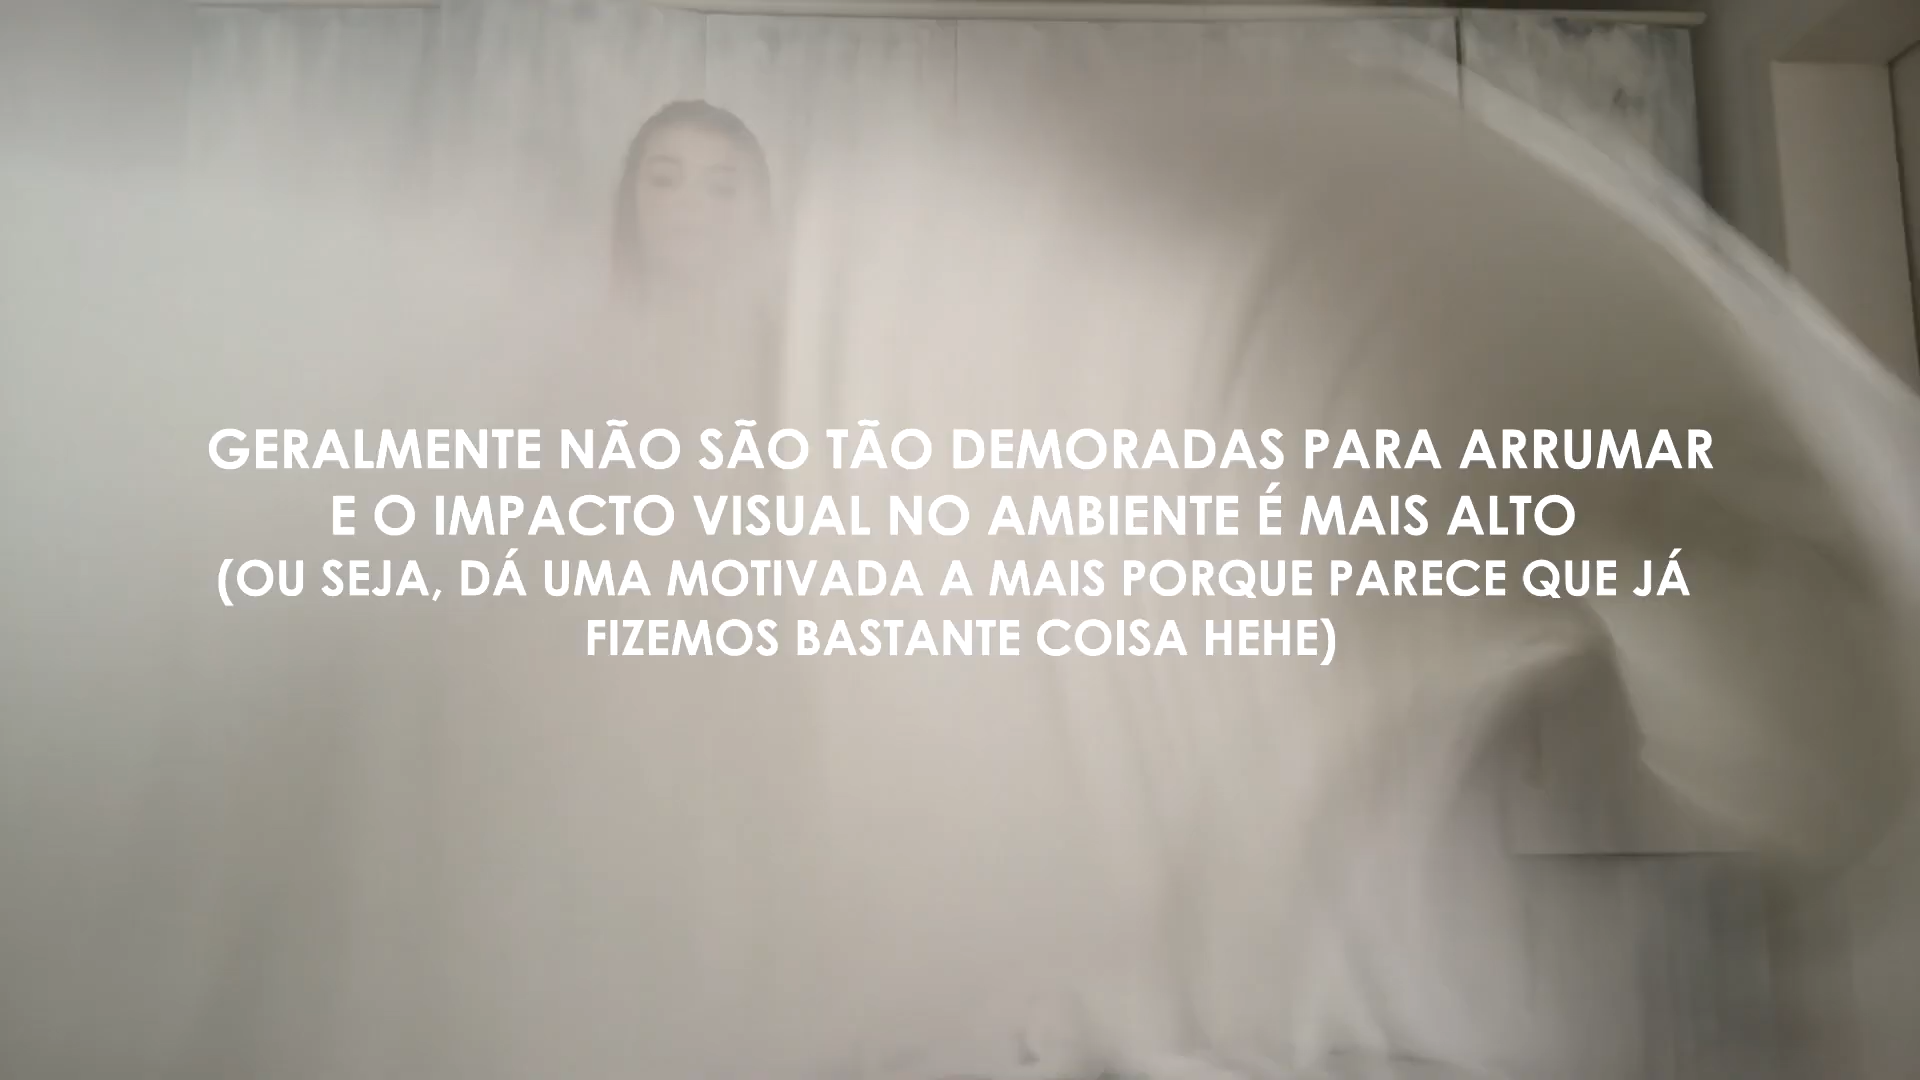 GERALMENTE NÃO SÃO TÃO DEMORADAS PARA ARRUMAR
E O IMPACTO VISUAL NO AMBIENTE É MAIS ALTO
(OU SEJA, DÁ UMA MOTIVADA A MAIS PORQUE PARECE QUE JÁ
FIZEMOS BASTANTE COISA HEHE)